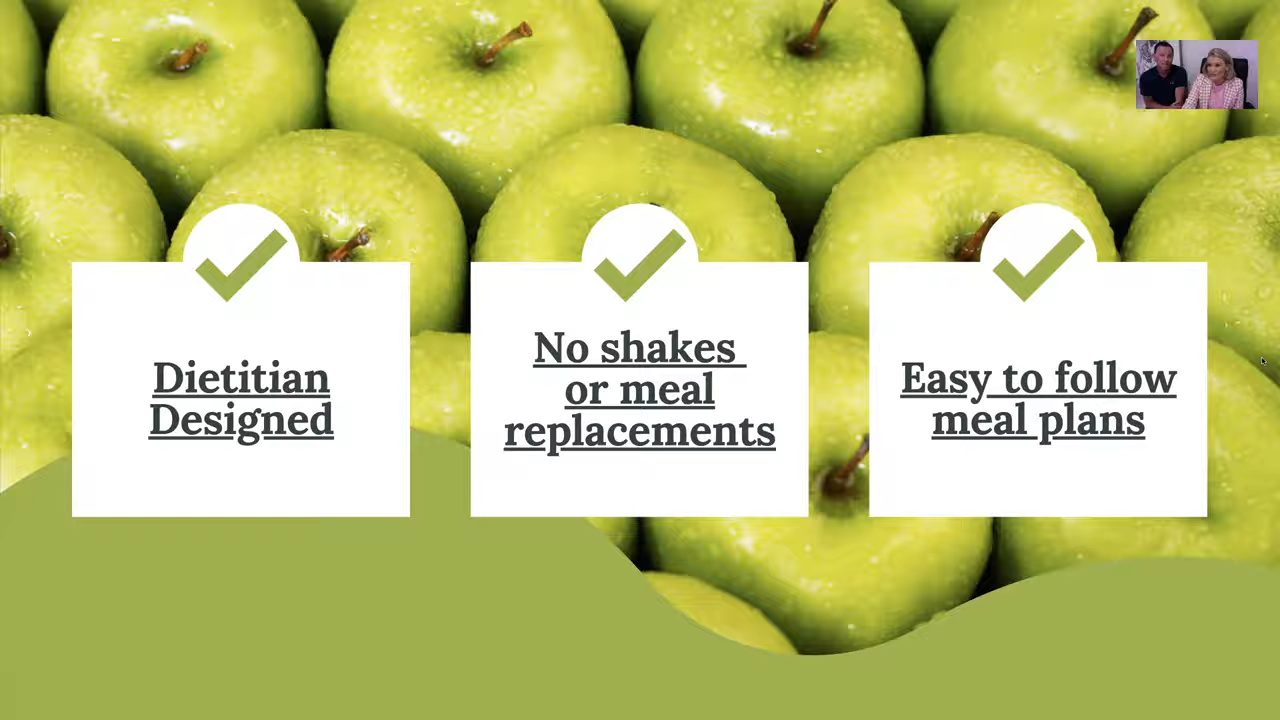 Dietitian
Designed
No shakes
or meal
replacements
Easy to follow
meal plans